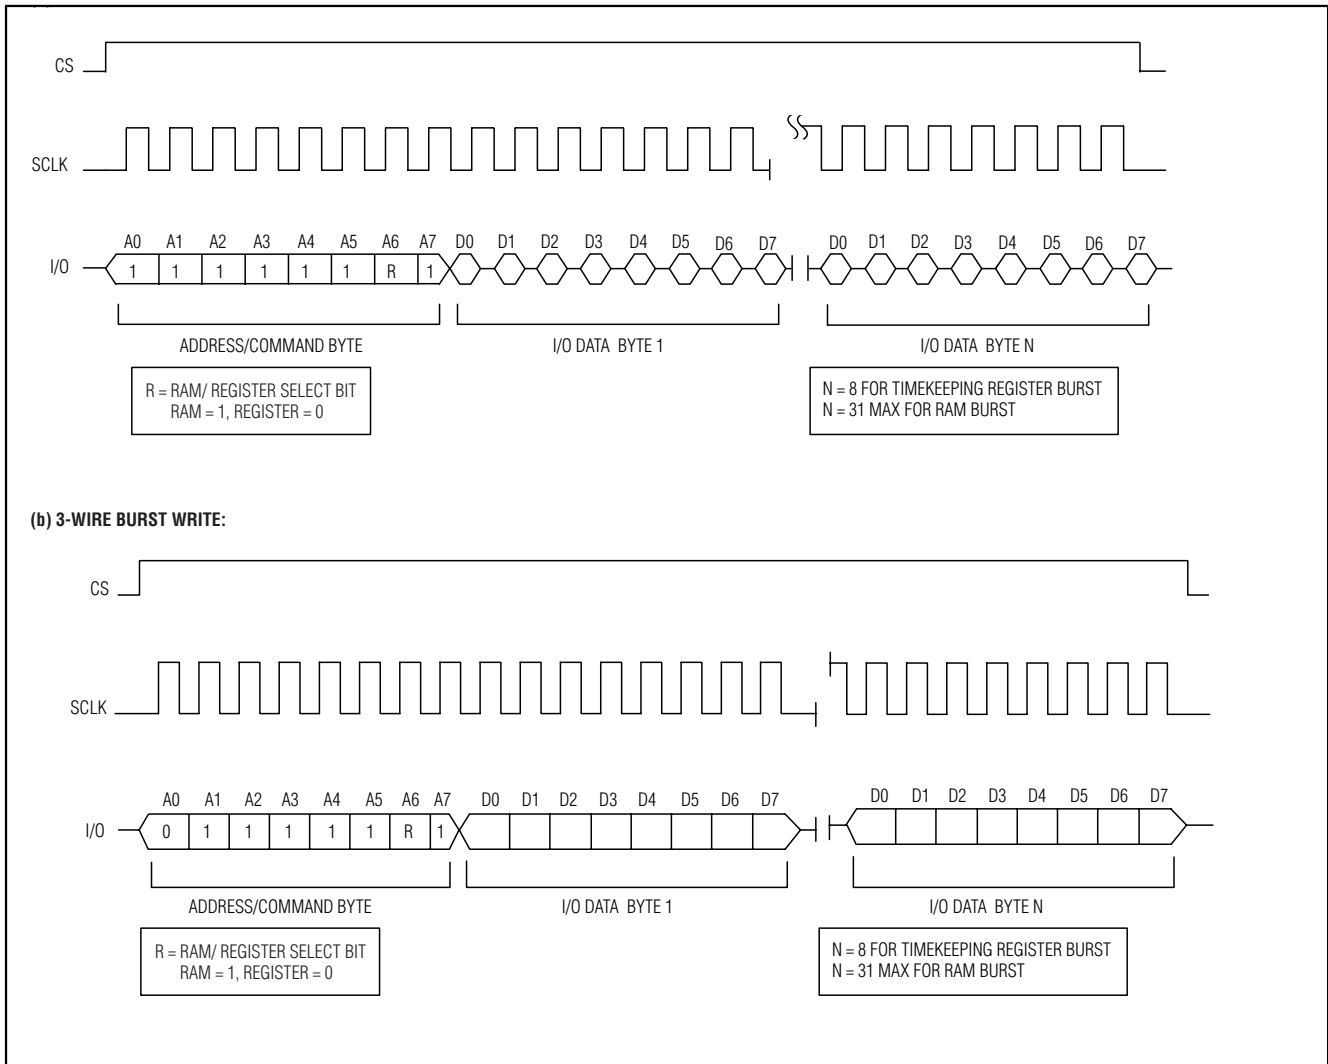 CS
SCLK
A0 A1 A2 A3 A4 A5 A6 A7 D0 D1 D2 D3 D4 D5 D6 D7 D0 D1 D2 D3 D4 D5 D6 D7
I/O 1 1 1 1 1 1 R 1
ADDRESS/COMMAND BYTE I/O DATA BYTE 1 I/O DATA BYTE N
R = RAM/ REGISTER SELECT BIT
RAM = 1, REGISTER = 0
N = 8 FOR TIMEKEEPING REGISTER BURST
N = 31 MAX FOR RAM BURST
(b) 3-WIRE BURST WRITE:
CS
SCLK
A0 A1 A2 A3 A4 A5 A6 A7 D0 D1 D2 D3 D4 D5 D6 D7 D0 D1 D2 D3 D4 D5 D6 D7
I/O 0 1 1 1 1 1 R 1
ADDRESS/COMMAND BYTE I/O DATA BYTE 1 I/O DATA BYTE N
R = RAM/ REGISTER SELECT BIT
RAM = 1, REGISTER = 0
N = 8 FOR TIMEKEEPING REGISTER BURST
N = 31 MAX FOR RAM BURST